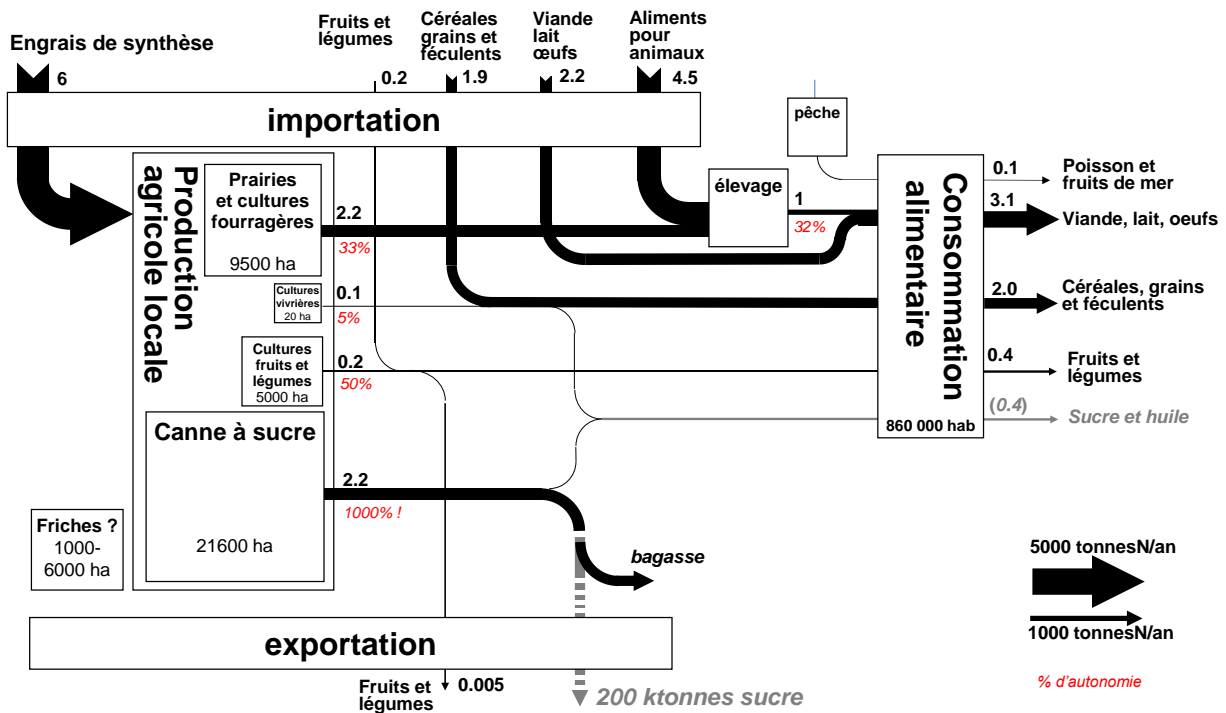 Engrais de synthèse
6
Fruits et
légumes
0.2
Céréales
grains et
féculents
1.9
Viande
lait
œufs
2.2
Aliments
pour
animaux
4.5
importation
pêche
Production
agricole locale
Prairies
et cultures
fourragères
9500 ha
2.2
33%
élevage
1
32%
Cultures
vivrières
20 ha
0.1
5%
Cultures
fruits et
légumes
5000 ha
0.2
50%
Canne à sucre
21600 ha
2.2
1000% !
Friches ?
1000-
6000 ha
bagasse
Consommation
alimentaire
860 000 hab
0.1
Poisson et
fruits de mer
3.1
Viande, lait, oeufs
2.0
Céréales, grains
et féculents
0.4
Fruits et
légumes
(0.4)
Sucre et huile
5000 tonnesN/an
1000 tonnesN/an
% d'autonomie
exportation
Fruits et
légumes
0.005
200 ktonnes sucre